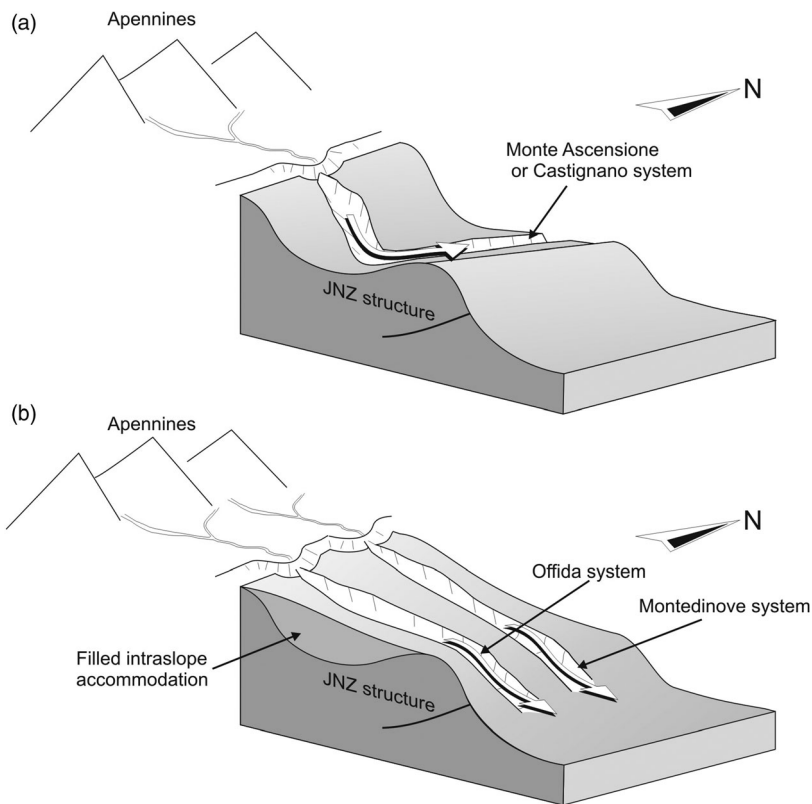 (a)
Apennines
N
Monte Ascensione
or Castignano system
JNZ structure
(b)
Apennines
N
Offida system
Montedinove system
Filled intraslope
accommodation
JNZ structure